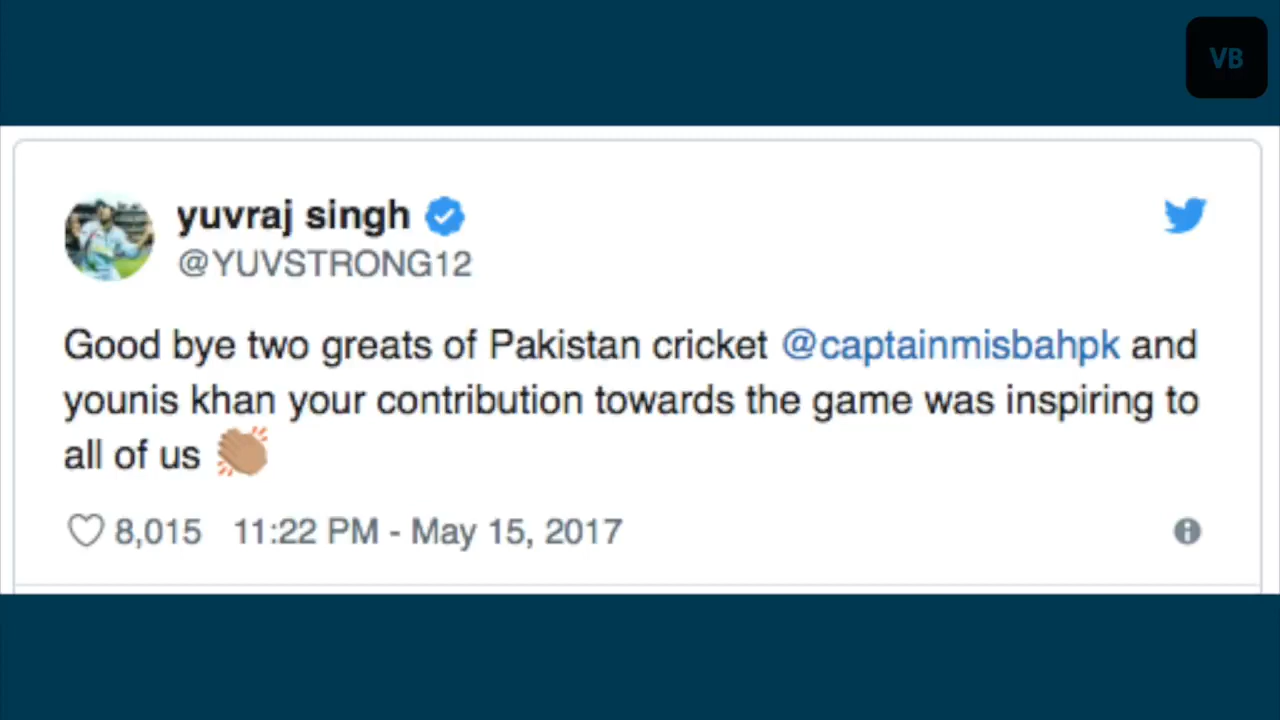 VB
yuvraj singh
@YUVSTRONG12
Good bye two greats of Pakistan cricket @captainmisbahpk and
younis khan your contribution towards the game was inspiring to
all of us 👏🏽
8,015 11:22 PM - May 15, 2017